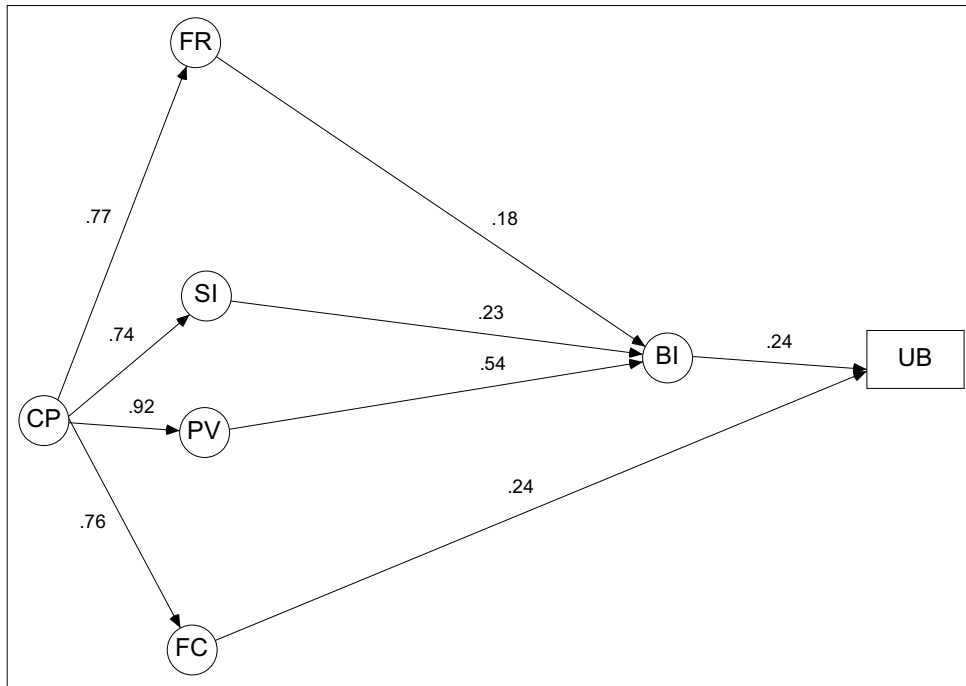 FR
.77
.18
SI
.74
.23
BI
.24
UB
.54
CP
.92
PV
.24
.76
FC